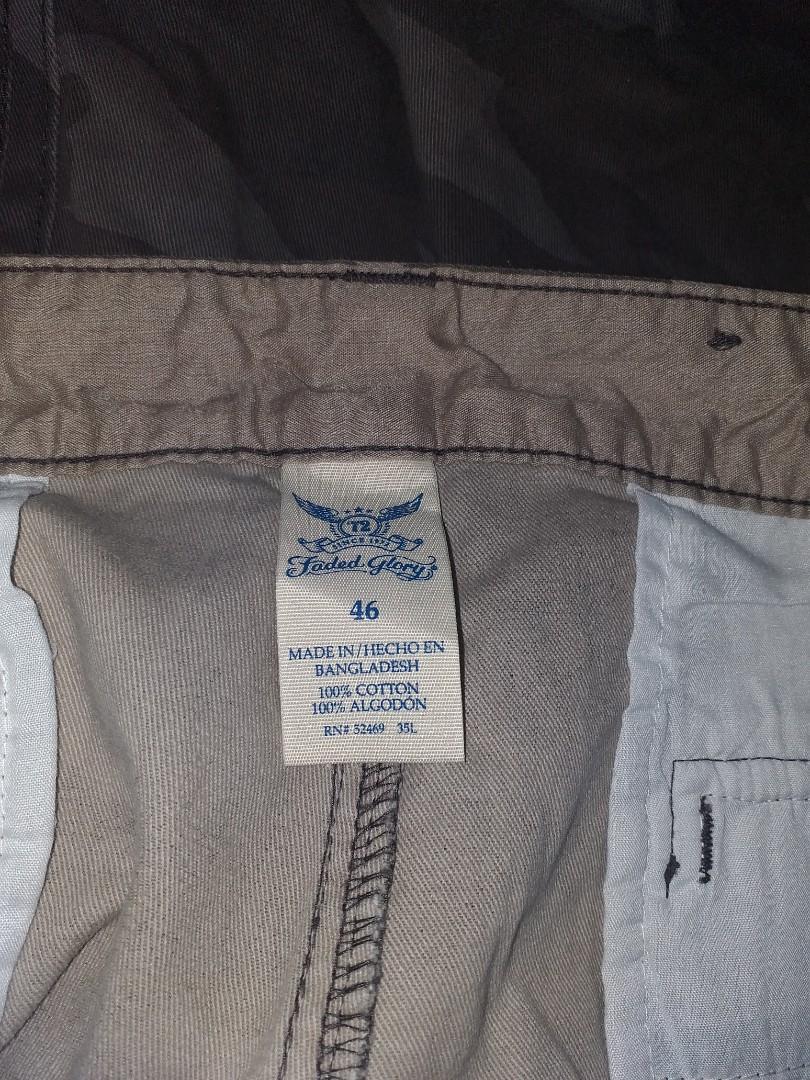 72
SINCE 1972
Faded Glory
46
MADE IN/HECHO EN
BANGLADESH
100% COTTON
100% ALGODÓN
RN# 52469 35L